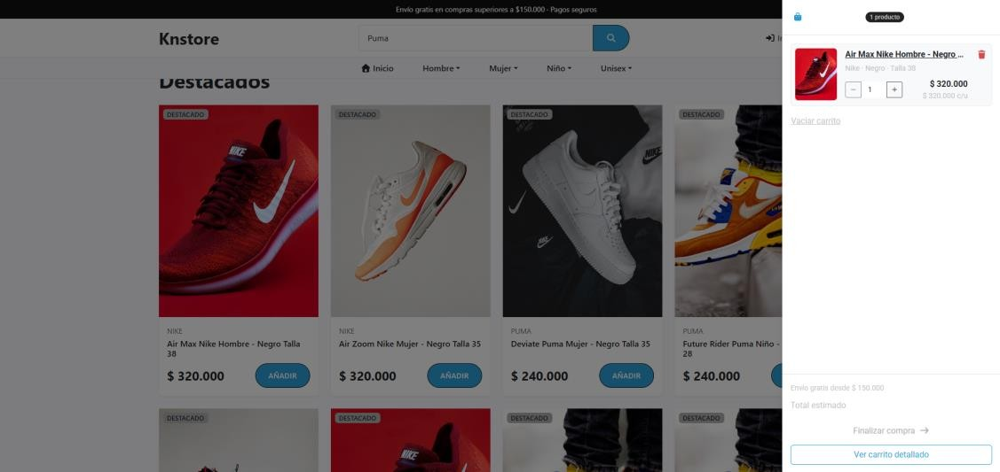 Envío gratis en compras superiores a $150.000 · Pagos seguros
Knstore
Puma
Inicio
Hombre
Mujer
Niño
Unisex
Destacados
DESTACADO
DESTACADO
DESTACADO
DESTACADO
NIKE
NIKE
NIKE
NIKE
Air Max Nike Hombre - Negro Talla
38
$ 320.000
AÑADIR
NIKE
Air Zoom Nike Mujer - Negro Talla 35
$ 320.000
AÑADIR
PUMA
Deviate Puma Mujer - Negro Talla 35
$ 240.000
AÑADIR
PUMA
Future Rider Puma Niño -
28
$ 240.000
DESTACADO
DESTACADO
DESTACADO
DESTACADO
NIKE
1 producto
Air Max Nike Hombre - Negro ...
Nike · Negro · Talla 38
− 1 +
$ 320.000
$ 320.000 c/u
Vaciar carrito
Envío gratis desde $ 150.000
Total estimado
Finalizar compra →
Ver carrito detallado